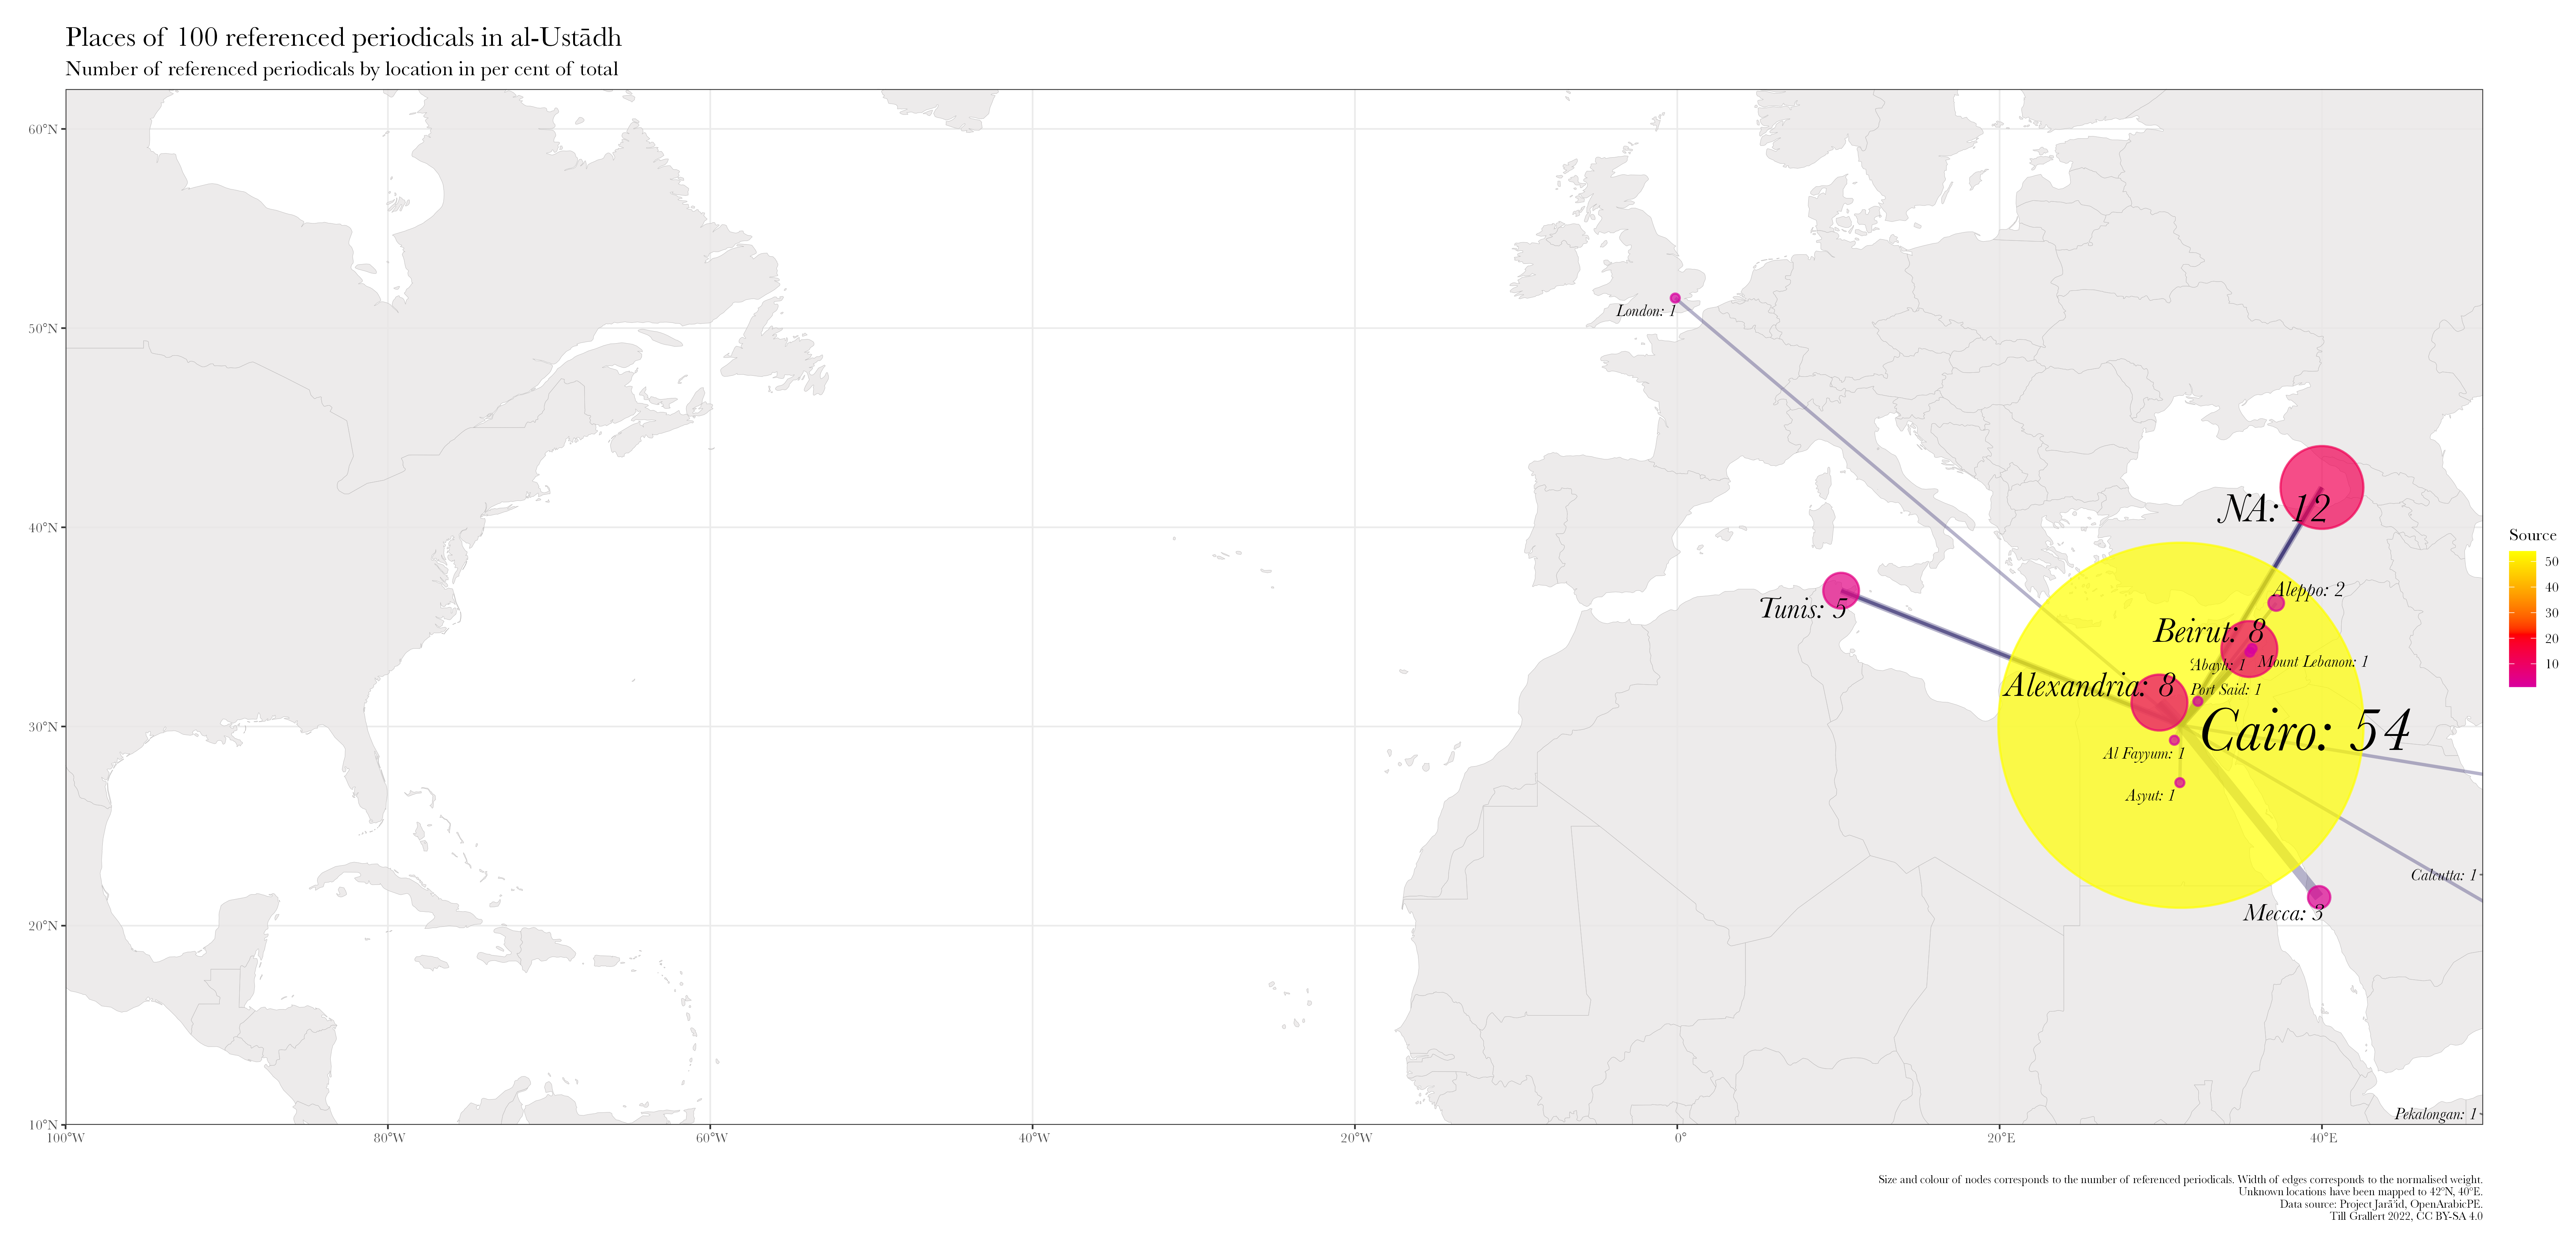 Places of 100 referenced periodicals in al-Ustādh
Number of referenced periodicals by location in per cent of total
60°N
50°N
40°N
30°N
20°N
10°N
London: 1
NA: 12
Aleppo: 2
Tunis: 5
Beirut: 8
ʿAbayh: 1
Mount Lebanon: 1
Alexandria: 8
Port Said: 1
Cairo: 54
Al Fayyum: 1
Asyut: 1
Calcutta: 1
Mecca: 3
Pekalongan: 1
Source
50
40
30
20
10
100°W
80°W
60°W
40°W
20°W
0°
20°E
40°E
Size and colour of nodes corresponds to the number of referenced periodicals. Width of edges corresponds to the normalised weight.
Unknown locations have been mapped to 42°N, 40°E.
Data source: Project Jarāʾid, OpenArabicPE.
Till Grallert 2022, CC BY-SA 4.0